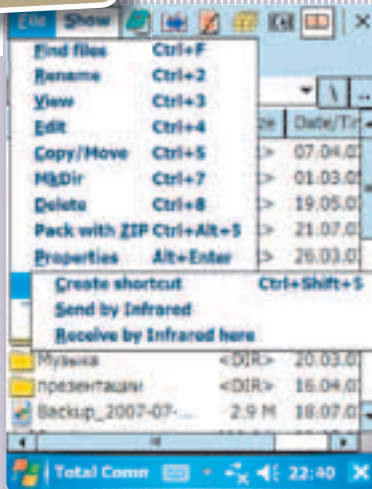 File Show
Find files Ctrl+F
Rename Ctrl+2
View Ctrl+3
Edit Ctrl+4
Copy/Move Ctrl+5
MkDir Ctrl+7
Delete Ctrl+8
Pack with ZIP Ctrl+Alt+5
Properties Alt+Enter
Create shortcut Ctrl+Shift+5
Send by Infrared
Receive by Infrared here
\ ..
ze Date/Tir
> 07.04.0
> 01.03.0
> 19.05.0
> 21.07.0
> 26.03.0
Музыка <DIR> 20.03.0
презентации <DIR> 16.04.0
Backup_2007-07-... 2.9 M 18.07.0
Total Comm 22:40